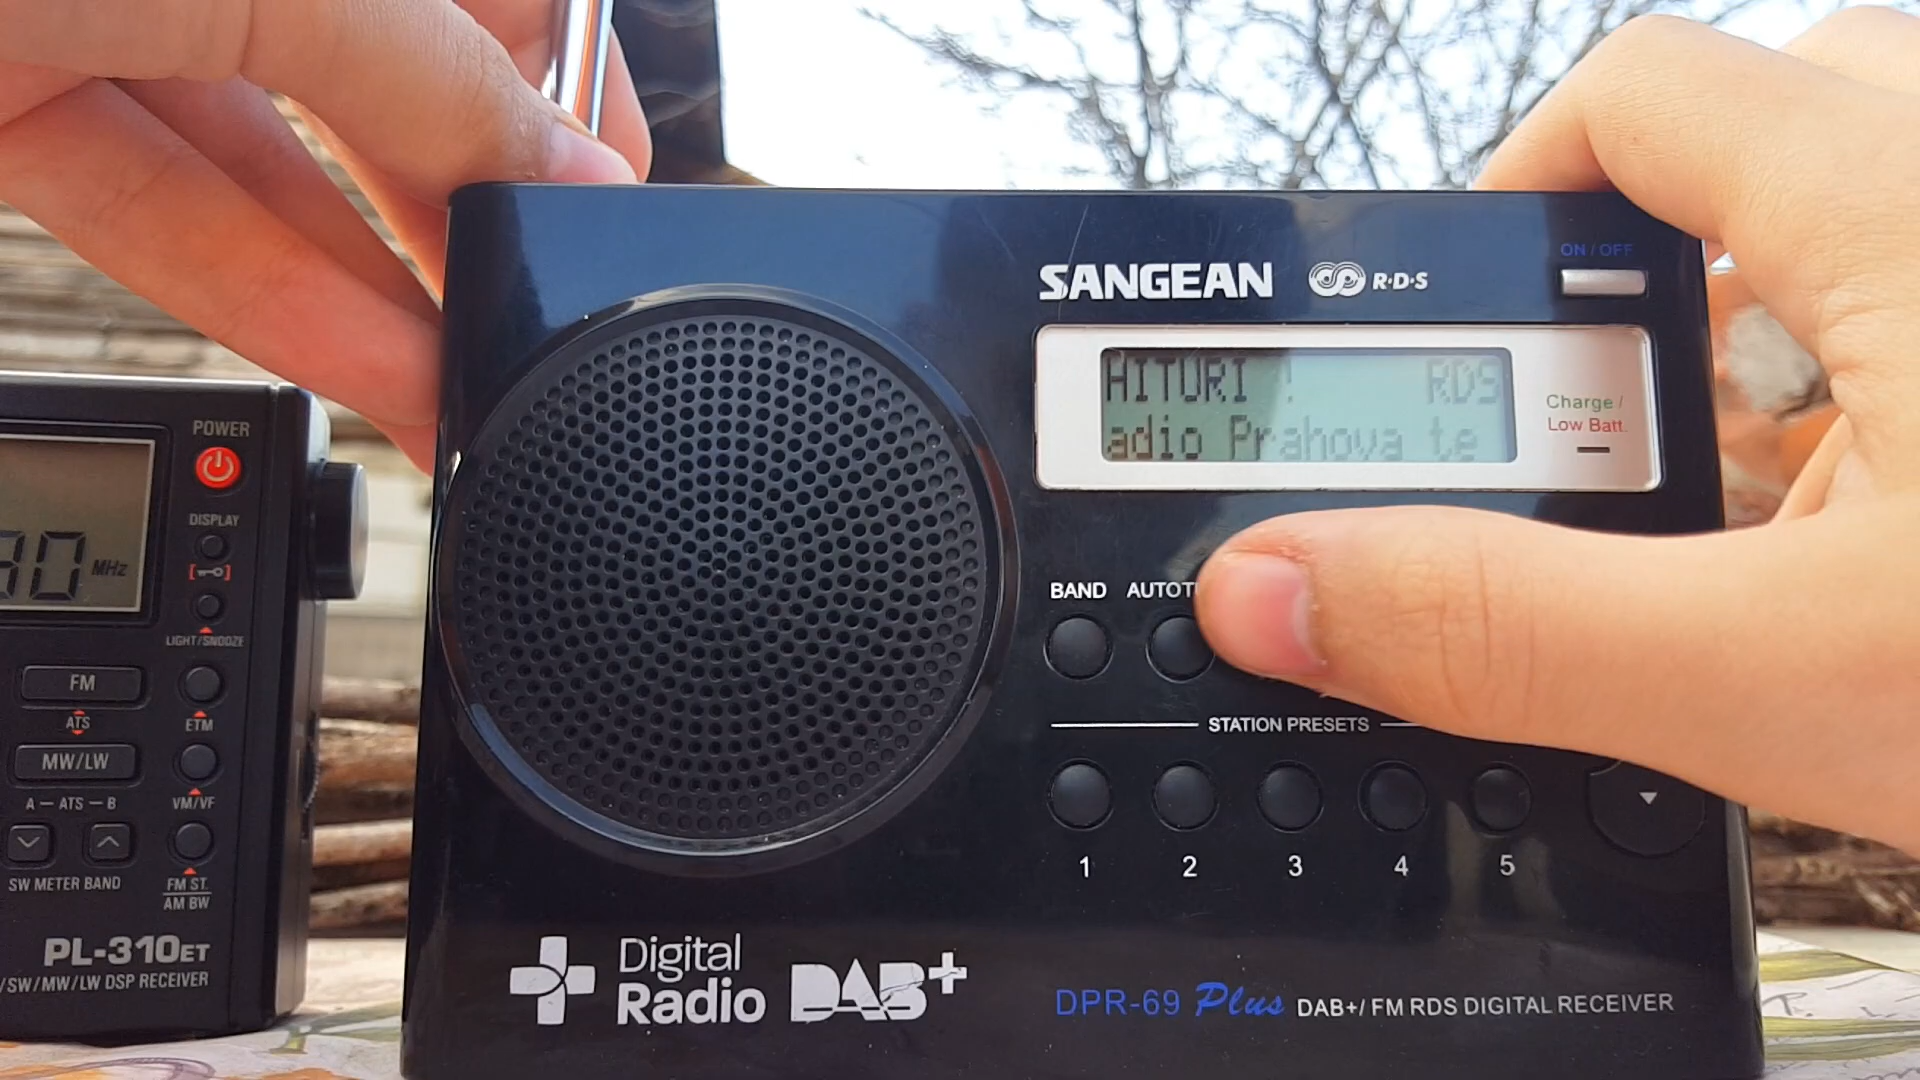 POWER
DISPLAY
30 MHz
LIGHT/SNOOZE
FM
ATS
ETM
MW/LW
A — ATS — B
VM/VF
SW METER BAND
FM ST.
AM BW
PL-310ET
/SW/MW/LW DSP RECEIVER
SANGEAN
R·D·S
ON / OFF
HITURI ! RDS
adio Prahova te
Charge /
Low Batt.
BAND AUTOT
STATION PRESETS
1 2 3 4 5
Digital
Radio
DAB+
DPR-69 Plus DAB+/ FM RDS DIGITAL RECEIVER